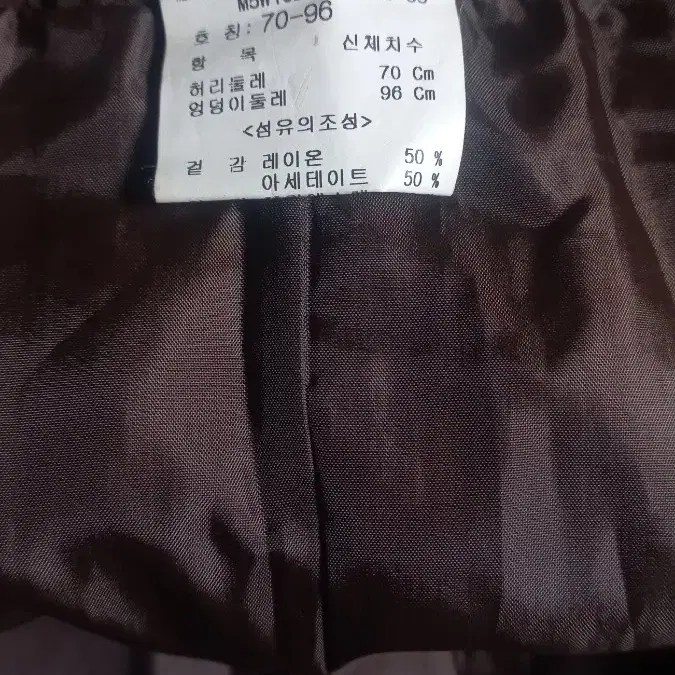 호 칭: 70-96
항 목 신체치수
허리둘레 70 Cm
엉덩이둘레 96 Cm
<섬유의조성>
겉 감 레이온 50 %
아세테이트 50 %